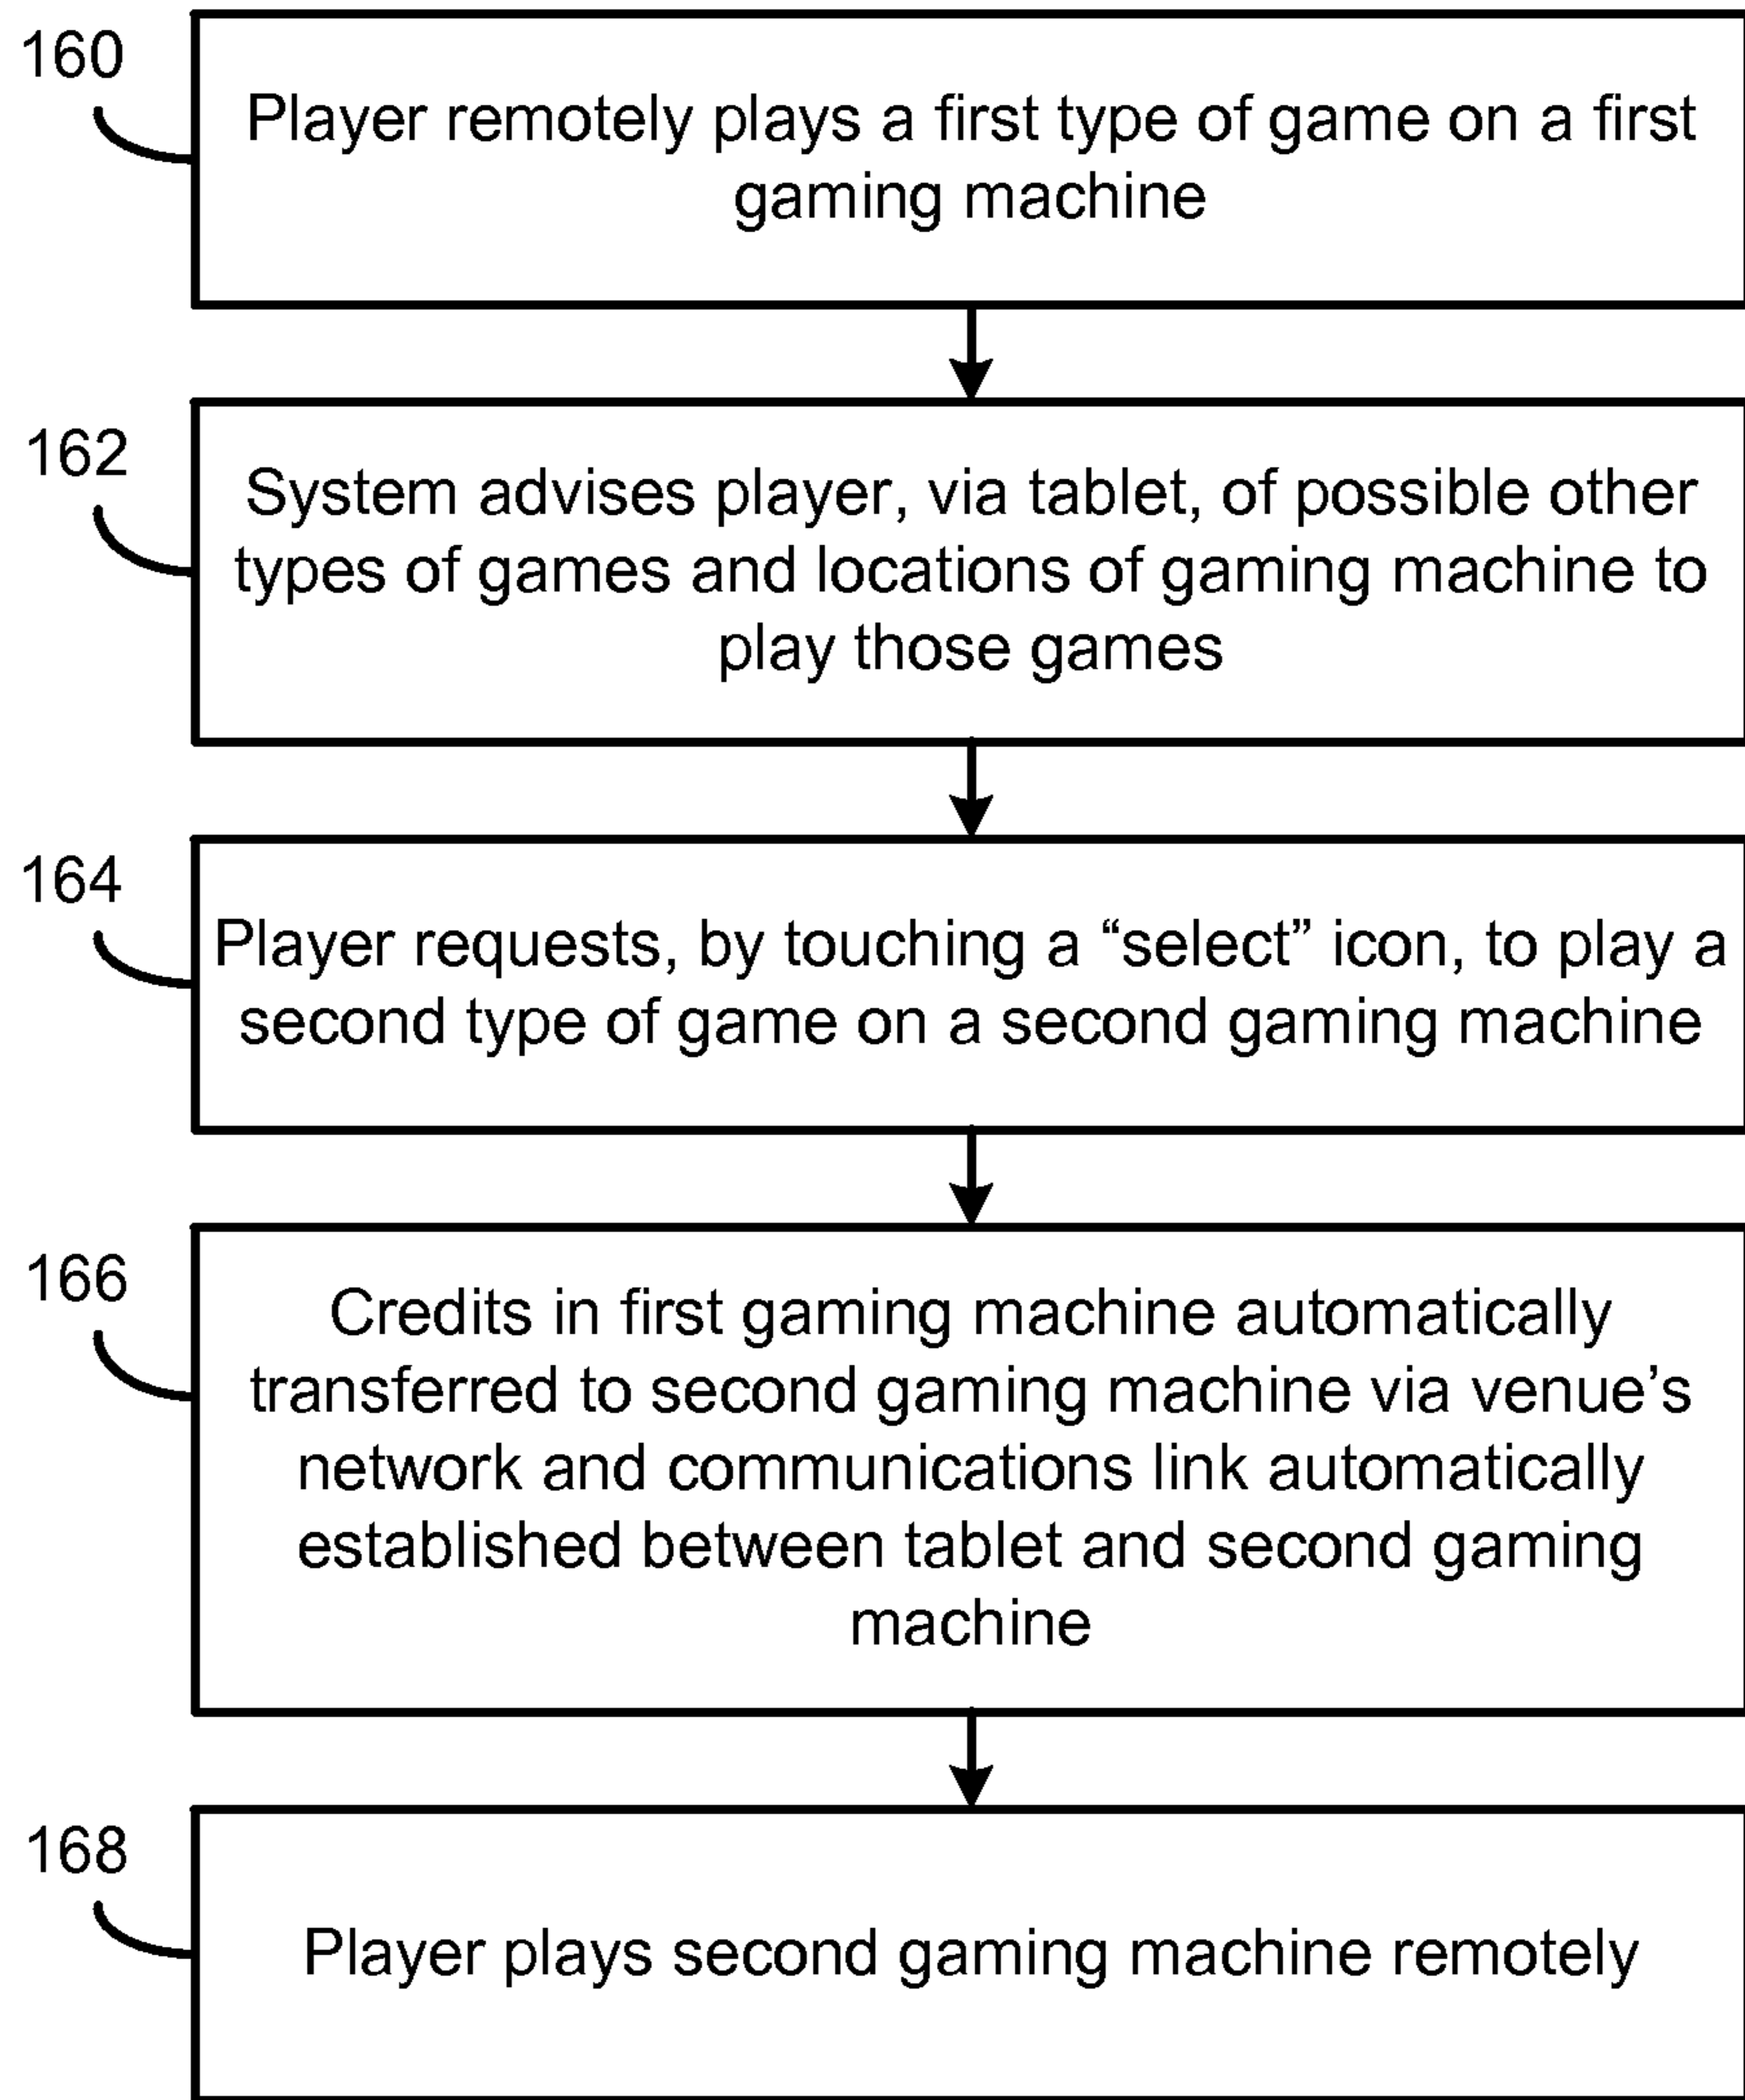 160
Player remotely plays a first type of game on a first
gaming machine
162
System advises player, via tablet, of possible other
types of games and locations of gaming machine to
play those games
164
Player requests, by touching a “select” icon, to play a
second type of game on a second gaming machine
166
Credits in first gaming machine automatically
transferred to second gaming machine via venue’s
network and communications link automatically
established between tablet and second gaming
machine
168
Player plays second gaming machine remotely